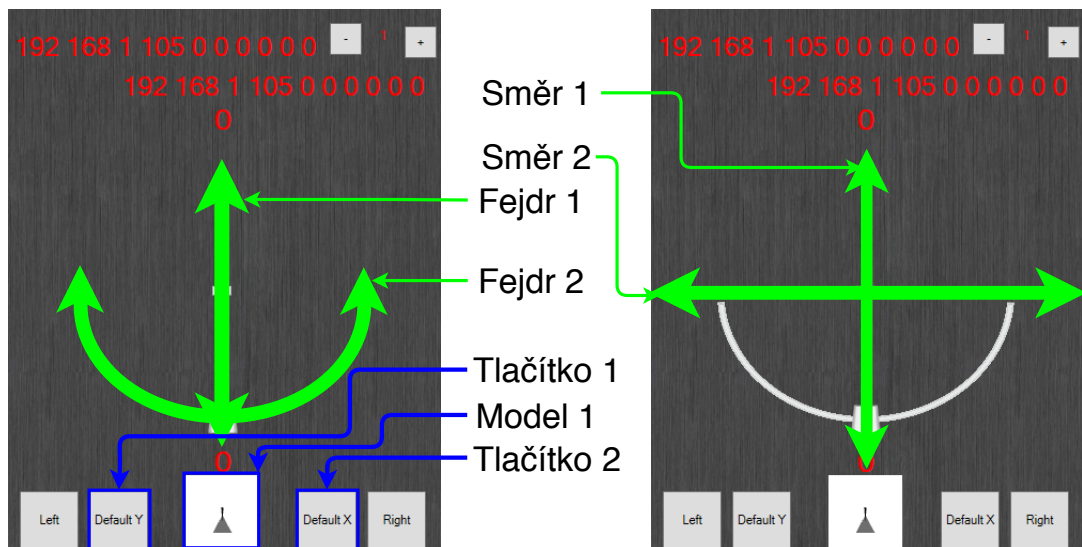 192 168 1 105 0 0 0 0 0 0
-
1
+
192 168 1 105 0 0 0 0 0 0
0
0
Left
Default Y
Default X
Right
Směr 1
Směr 2
Fejdr 1
Fejdr 2
Tlačítko 1
Model 1
Tlačítko 2
192 168 1 105 0 0 0 0 0 0
-
1
+
192 168 1 105 0 0 0 0 0 0
0
0
Left
Default Y
Default X
Right